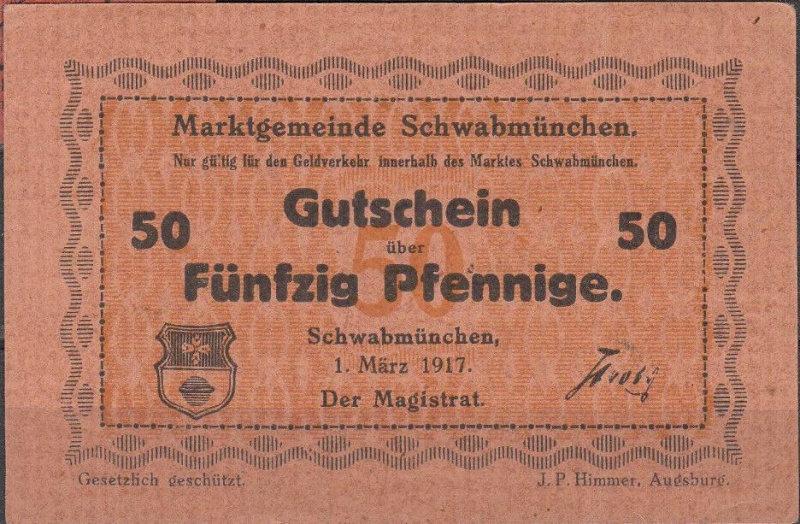 Marktgemeinde Schwabmünchen.
Nur gültig für den Geldverkehr innerhalb des Marktes Schwabmünchen.
50 Gutschein 50
über
50
Fünfzig Pfennige.
Schwabmünchen,
1. März 1917.
Der Magistrat.
Gesetzlich geschützt. J. P. Himmer, Augsburg.